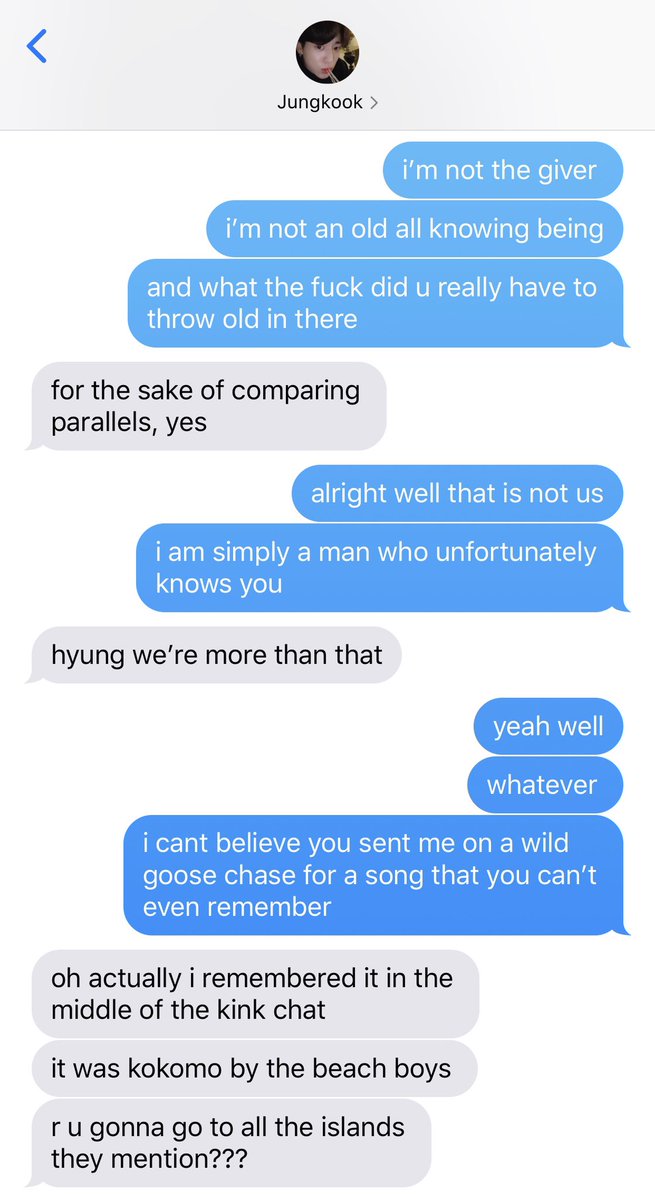 Jungkook
i’m not the giver
i’m not an old all knowing being
and what the fuck did u really have to
throw old in there
for the sake of comparing
parallels, yes
alright well that is not us
i am simply a man who unfortunately
knows you
hyung we’re more than that
yeah well
whatever
i cant believe you sent me on a wild
goose chase for a song that you can’t
even remember
oh actually i remembered it in the
middle of the kink chat
it was kokomo by the beach boys
r u gonna go to all the islands
they mention???